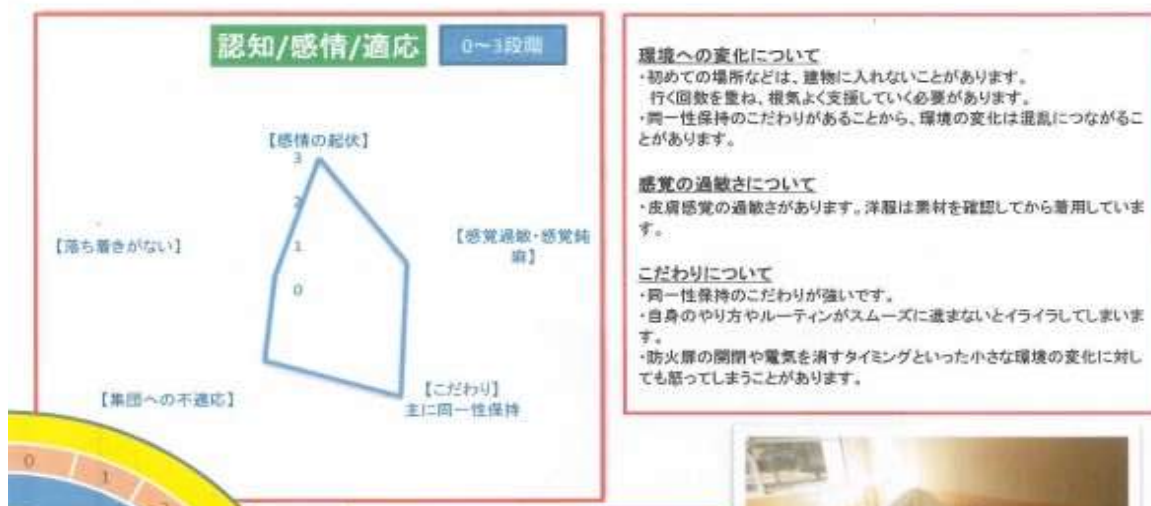 認知/感情/適応
0～3段階
【感情の起伏】
3
2
1
0
【感覚過敏・感覚鈍
麻】
【落ち着きがない】
【こだわり】
主に同一性保持
【集団への不適応】
0
1
環境への変化について
・初めての場所などは、建物に入れないことがあります。
行く回数を重ね、根気よく支援していく必要があります。
・同一性保持のこだわりがあることから、環境の変化は混乱につながるこ
とがあります。
感覚の過敏さについて
・皮膚感覚の過敏さがあります。洋服は素材を確認してから着用していま
す。
こだわりについて
・同一性保持のこだわりが強いです。
・自身のやり方やルーティンがスムーズに進まないとイライラしてしまいま
す。
・防火扉の開閉や電気を消すタイミングといった小さな環境の変化に対し
ても怒ってしまうことがあります。